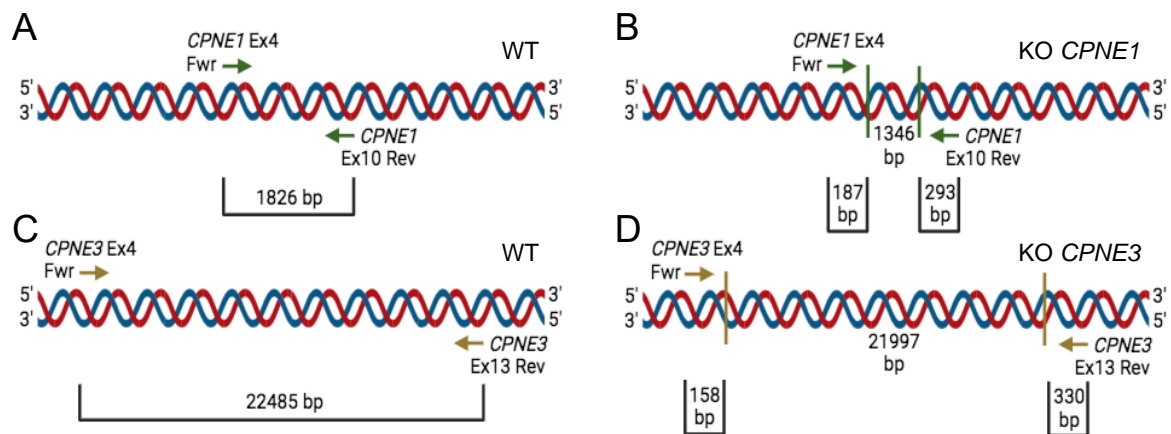 A
CPNE1 Ex4
Fwr
WT
5'
3'
3'
5'
CPNE1
Ex10 Rev
1826 bp
B
CPNE1 Ex4
Fwr
KO CPNE1
5'
3'
3'
5'
1346
bp
CPNE1
Ex10 Rev
187
bp
293
bp
C
CPNE3 Ex4
Fwr
WT
5'
3'
3'
5'
CPNE3
Ex13 Rev
22485 bp
D
CPNE3 Ex4
Fwr
KO CPNE3
5'
3'
3'
5'
21997
bp
CPNE3
Ex13 Rev
158
bp
330
bp